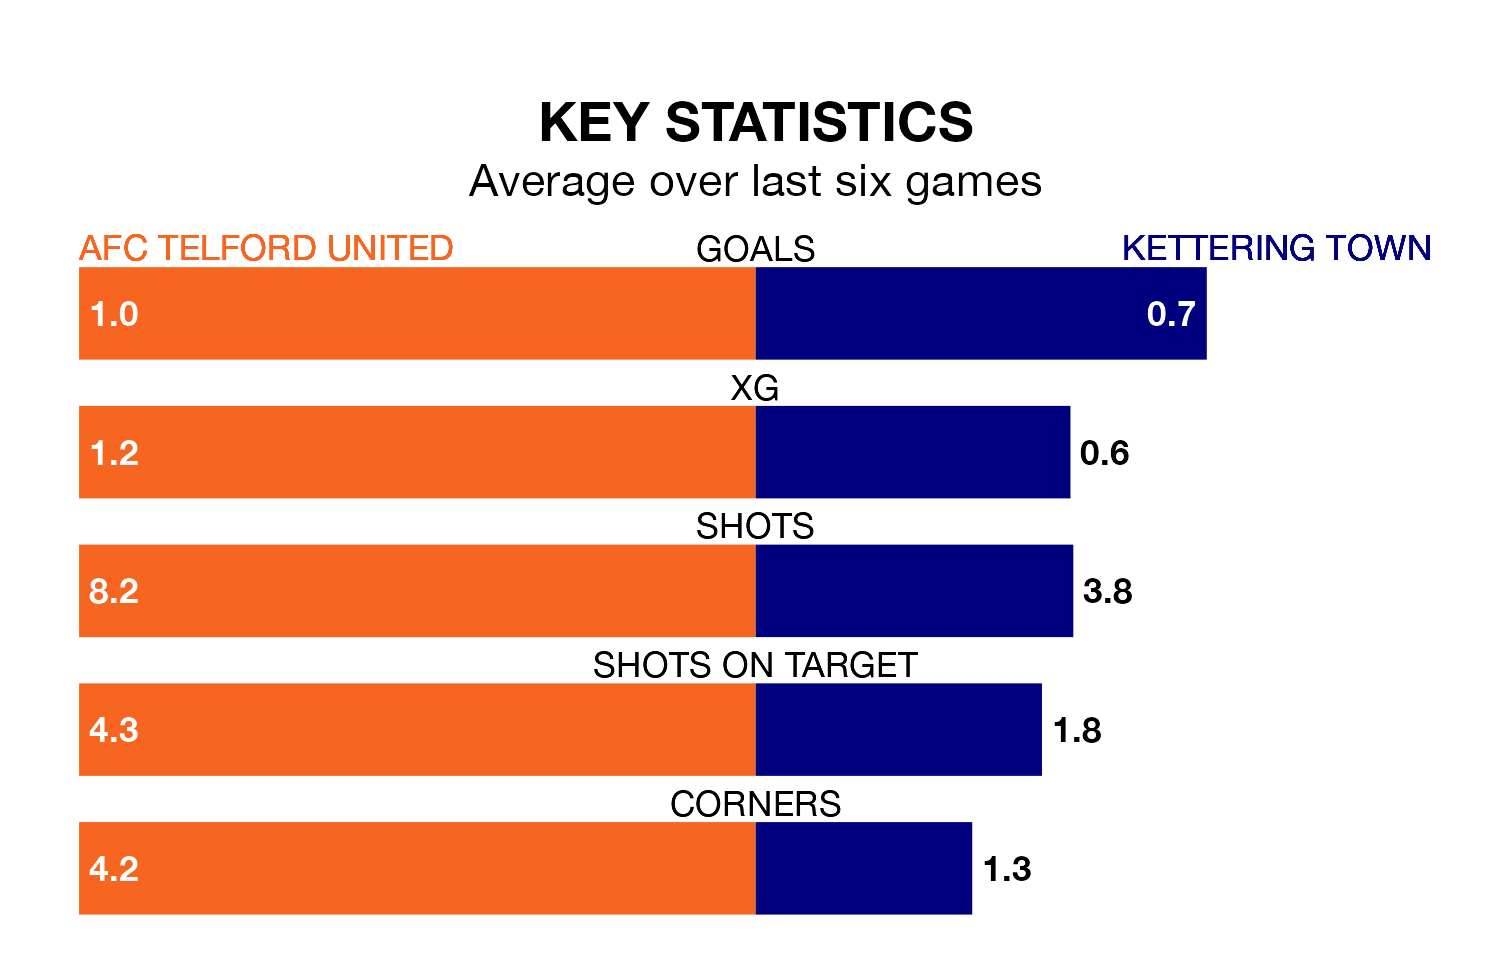 KEY STATISTICS
Average over last six games
AFC TELFORD UNITED GOALS KETTERING TOWN
1.0 0.7
XG
1.2 0.6
SHOTS
8.2 3.8
SHOTS ON TARGET
4.3 1.8
CORNERS
4.2 1.3